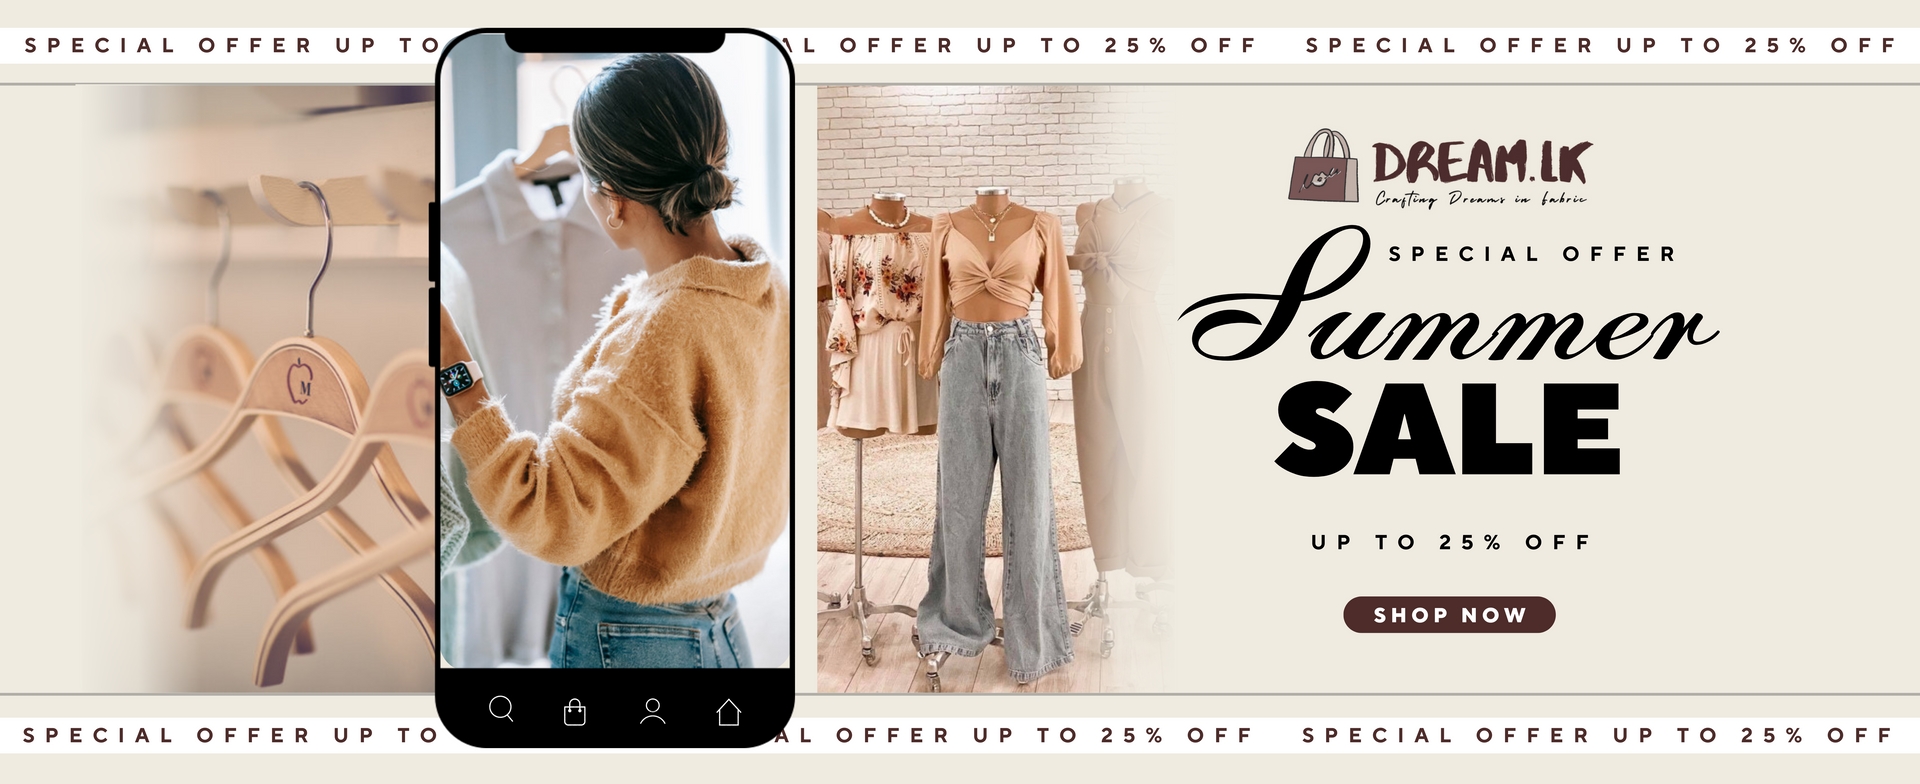 SPECIAL OFFER UP TO AL OFFER UP TO 25% OFF SPECIAL OFFER UP TO 25% OFF
DREAM.LK
Crafting Dreams in fabric
SPECIAL OFFER
Summer
SALE
M
UP TO 25% OFF
SHOP NOW
SPECIAL OFFER UP TO AL OFFER UP TO 25% OFF SPECIAL OFFER UP TO 25% OFF